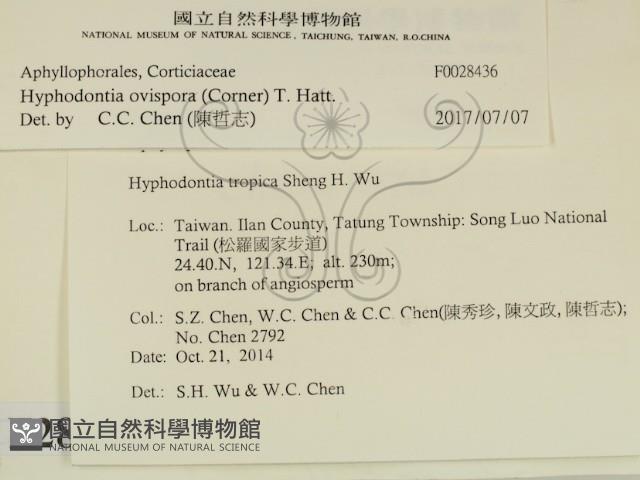 國立自然科學博物館
NATIONAL MUSEUM OF NATURAL SCIENCE, TAICHUNG, TAIWAN, R.O.CHINA
Aphyllophorales, Corticiaceae F0028436
Hyphodontia ovispora (Corner) T. Hatt.
Det. by C.C. Chen (陳哲志) 2017/07/07
Hyphodontia tropica Sheng H. Wu
Loc.: Taiwan. Ilan County, Tatung Township: Song Luo National
Trail (松羅國家步道)
24.40.N, 121.34.E; alt. 230m;
on branch of angiosperm
Col.: S.Z. Chen, W.C. Chen & C.C. Chen(陳秀珍, 陳文政, 陳哲志);
No. Chen 2792
Date: Oct. 21, 2014
Det.: S.H. Wu & W.C. Chen
國立自然科學博物館
NATIONAL MUSEUM OF NATURAL SCIENCE